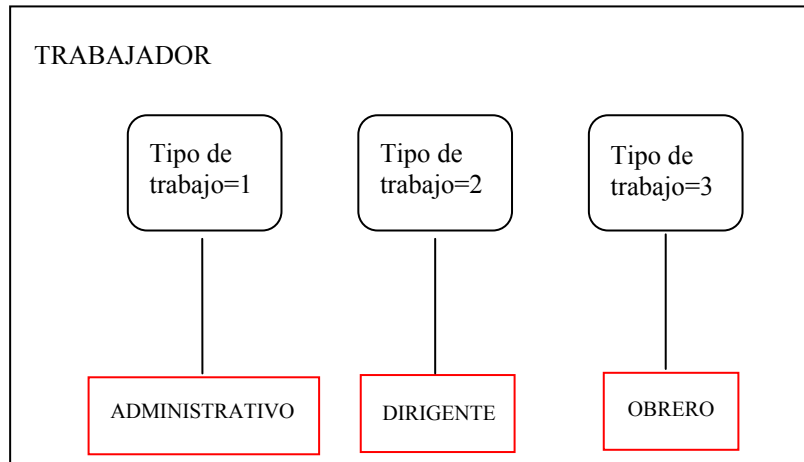 TRABAJADOR
Tipo de
trabajo=1
Tipo de
trabajo=2
Tipo de
trabajo=3
ADMINISTRATIVO
DIRIGENTE
OBRERO